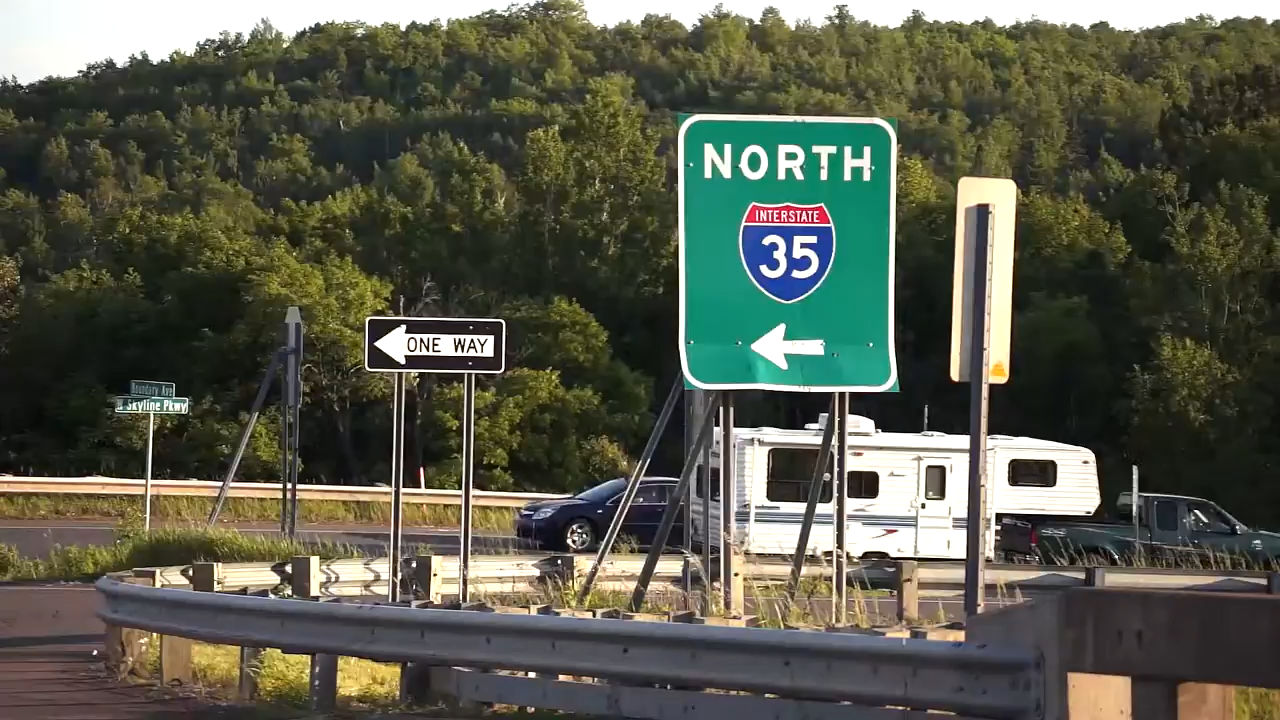 NORTH
INTERSTATE
35
ONE WAY
Boundary Ave
Skyline Pkwy